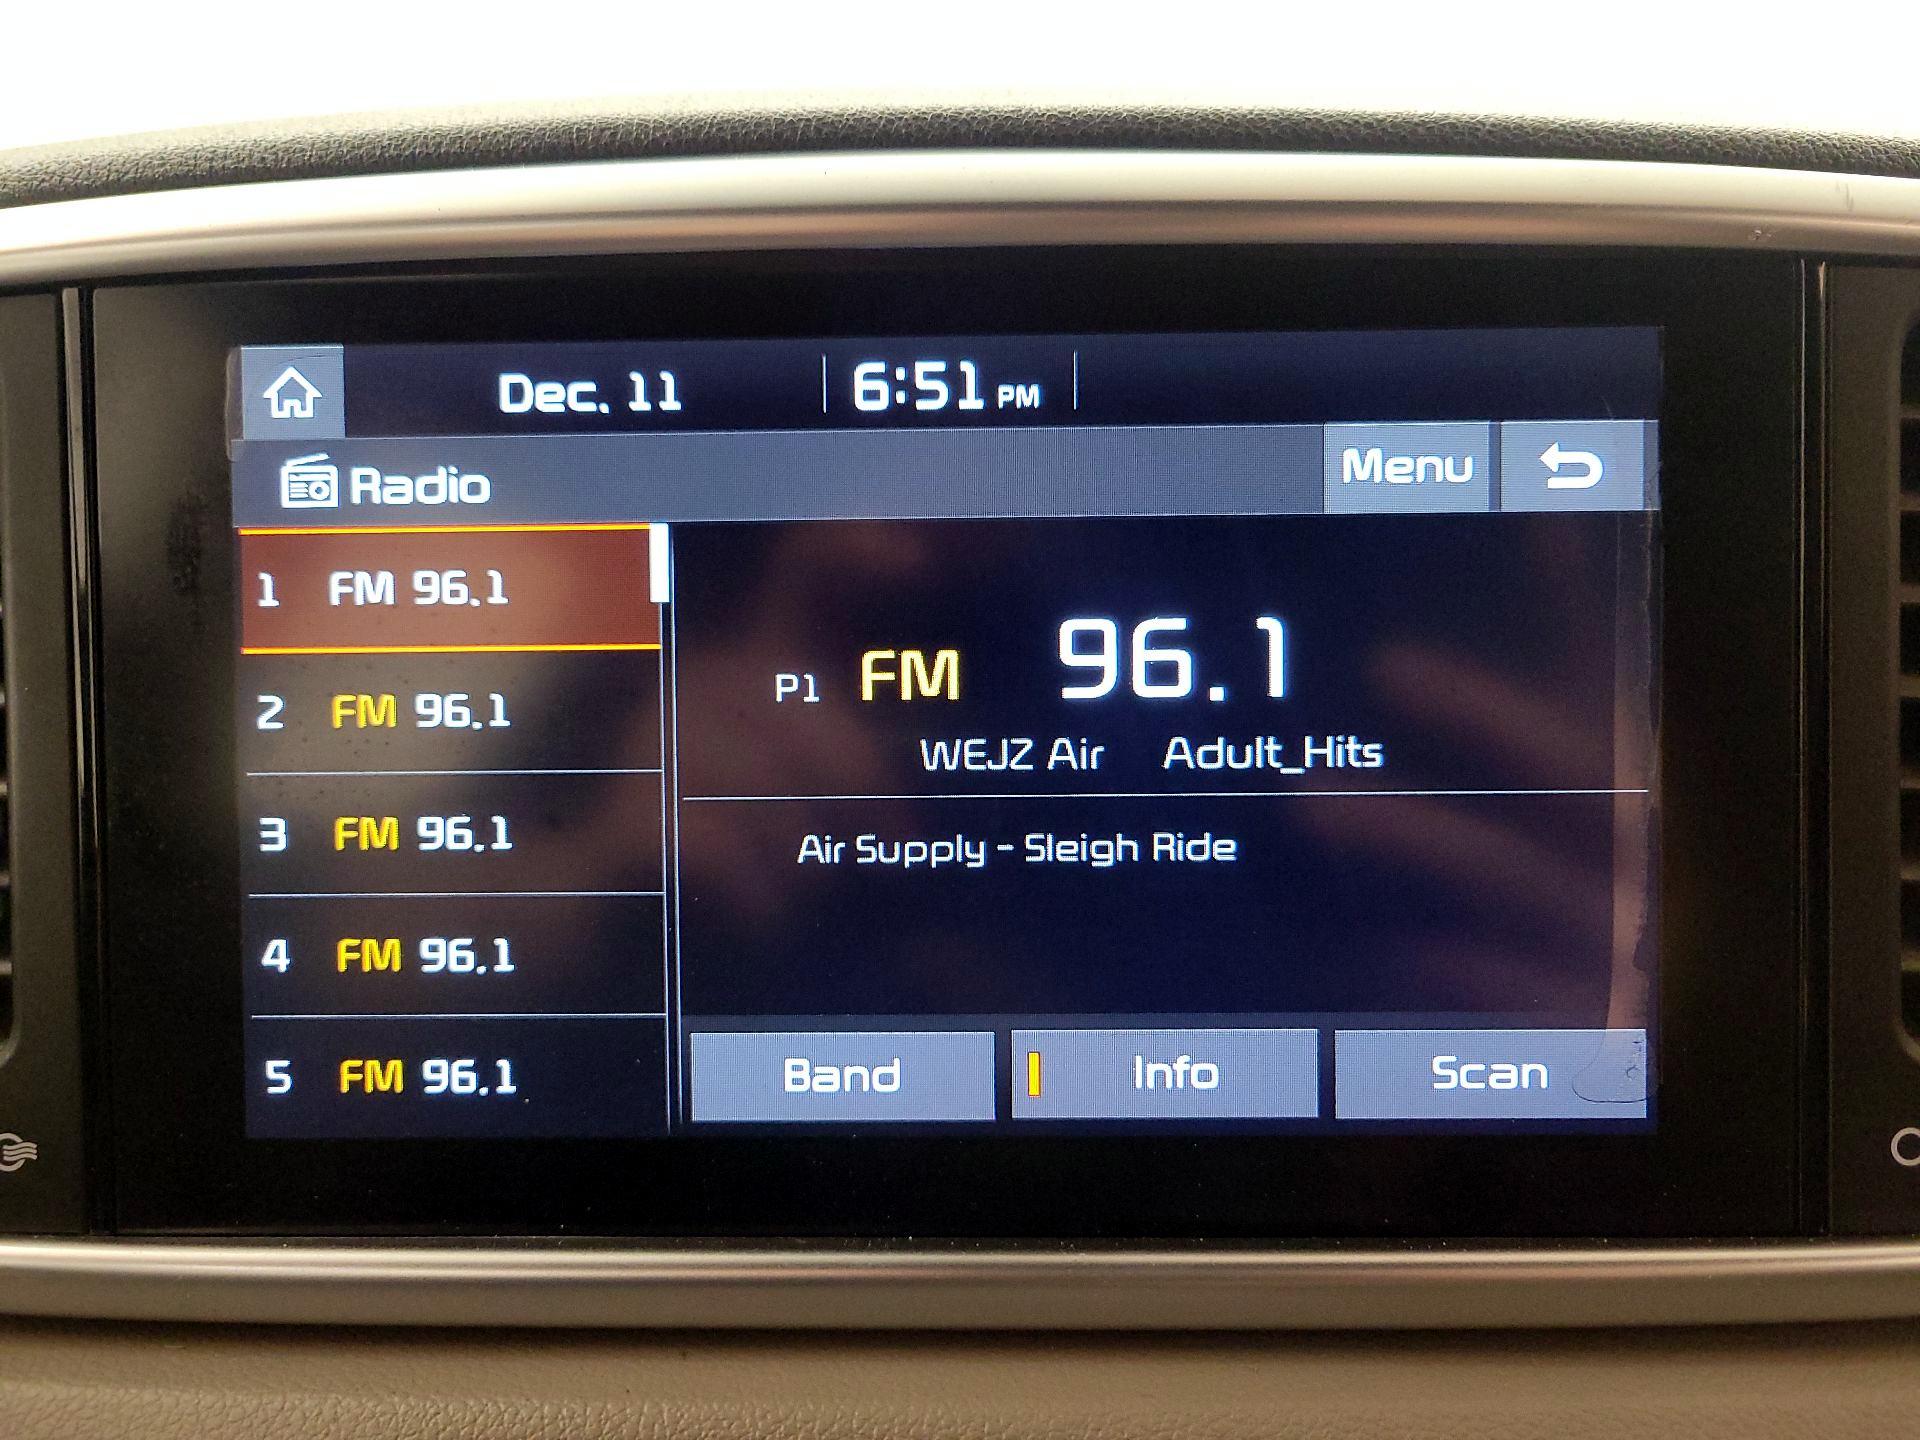 Dec. 11 6:51 PM
Radio Menu
1 FM 96.1
2 FM 96.1
3 FM 96.1
4 FM 96.1
5 FM 96.1
P1 FM 96.1
WEJZ Air Adult_Hits
Air Supply - Sleigh Ride
Band Info Scan